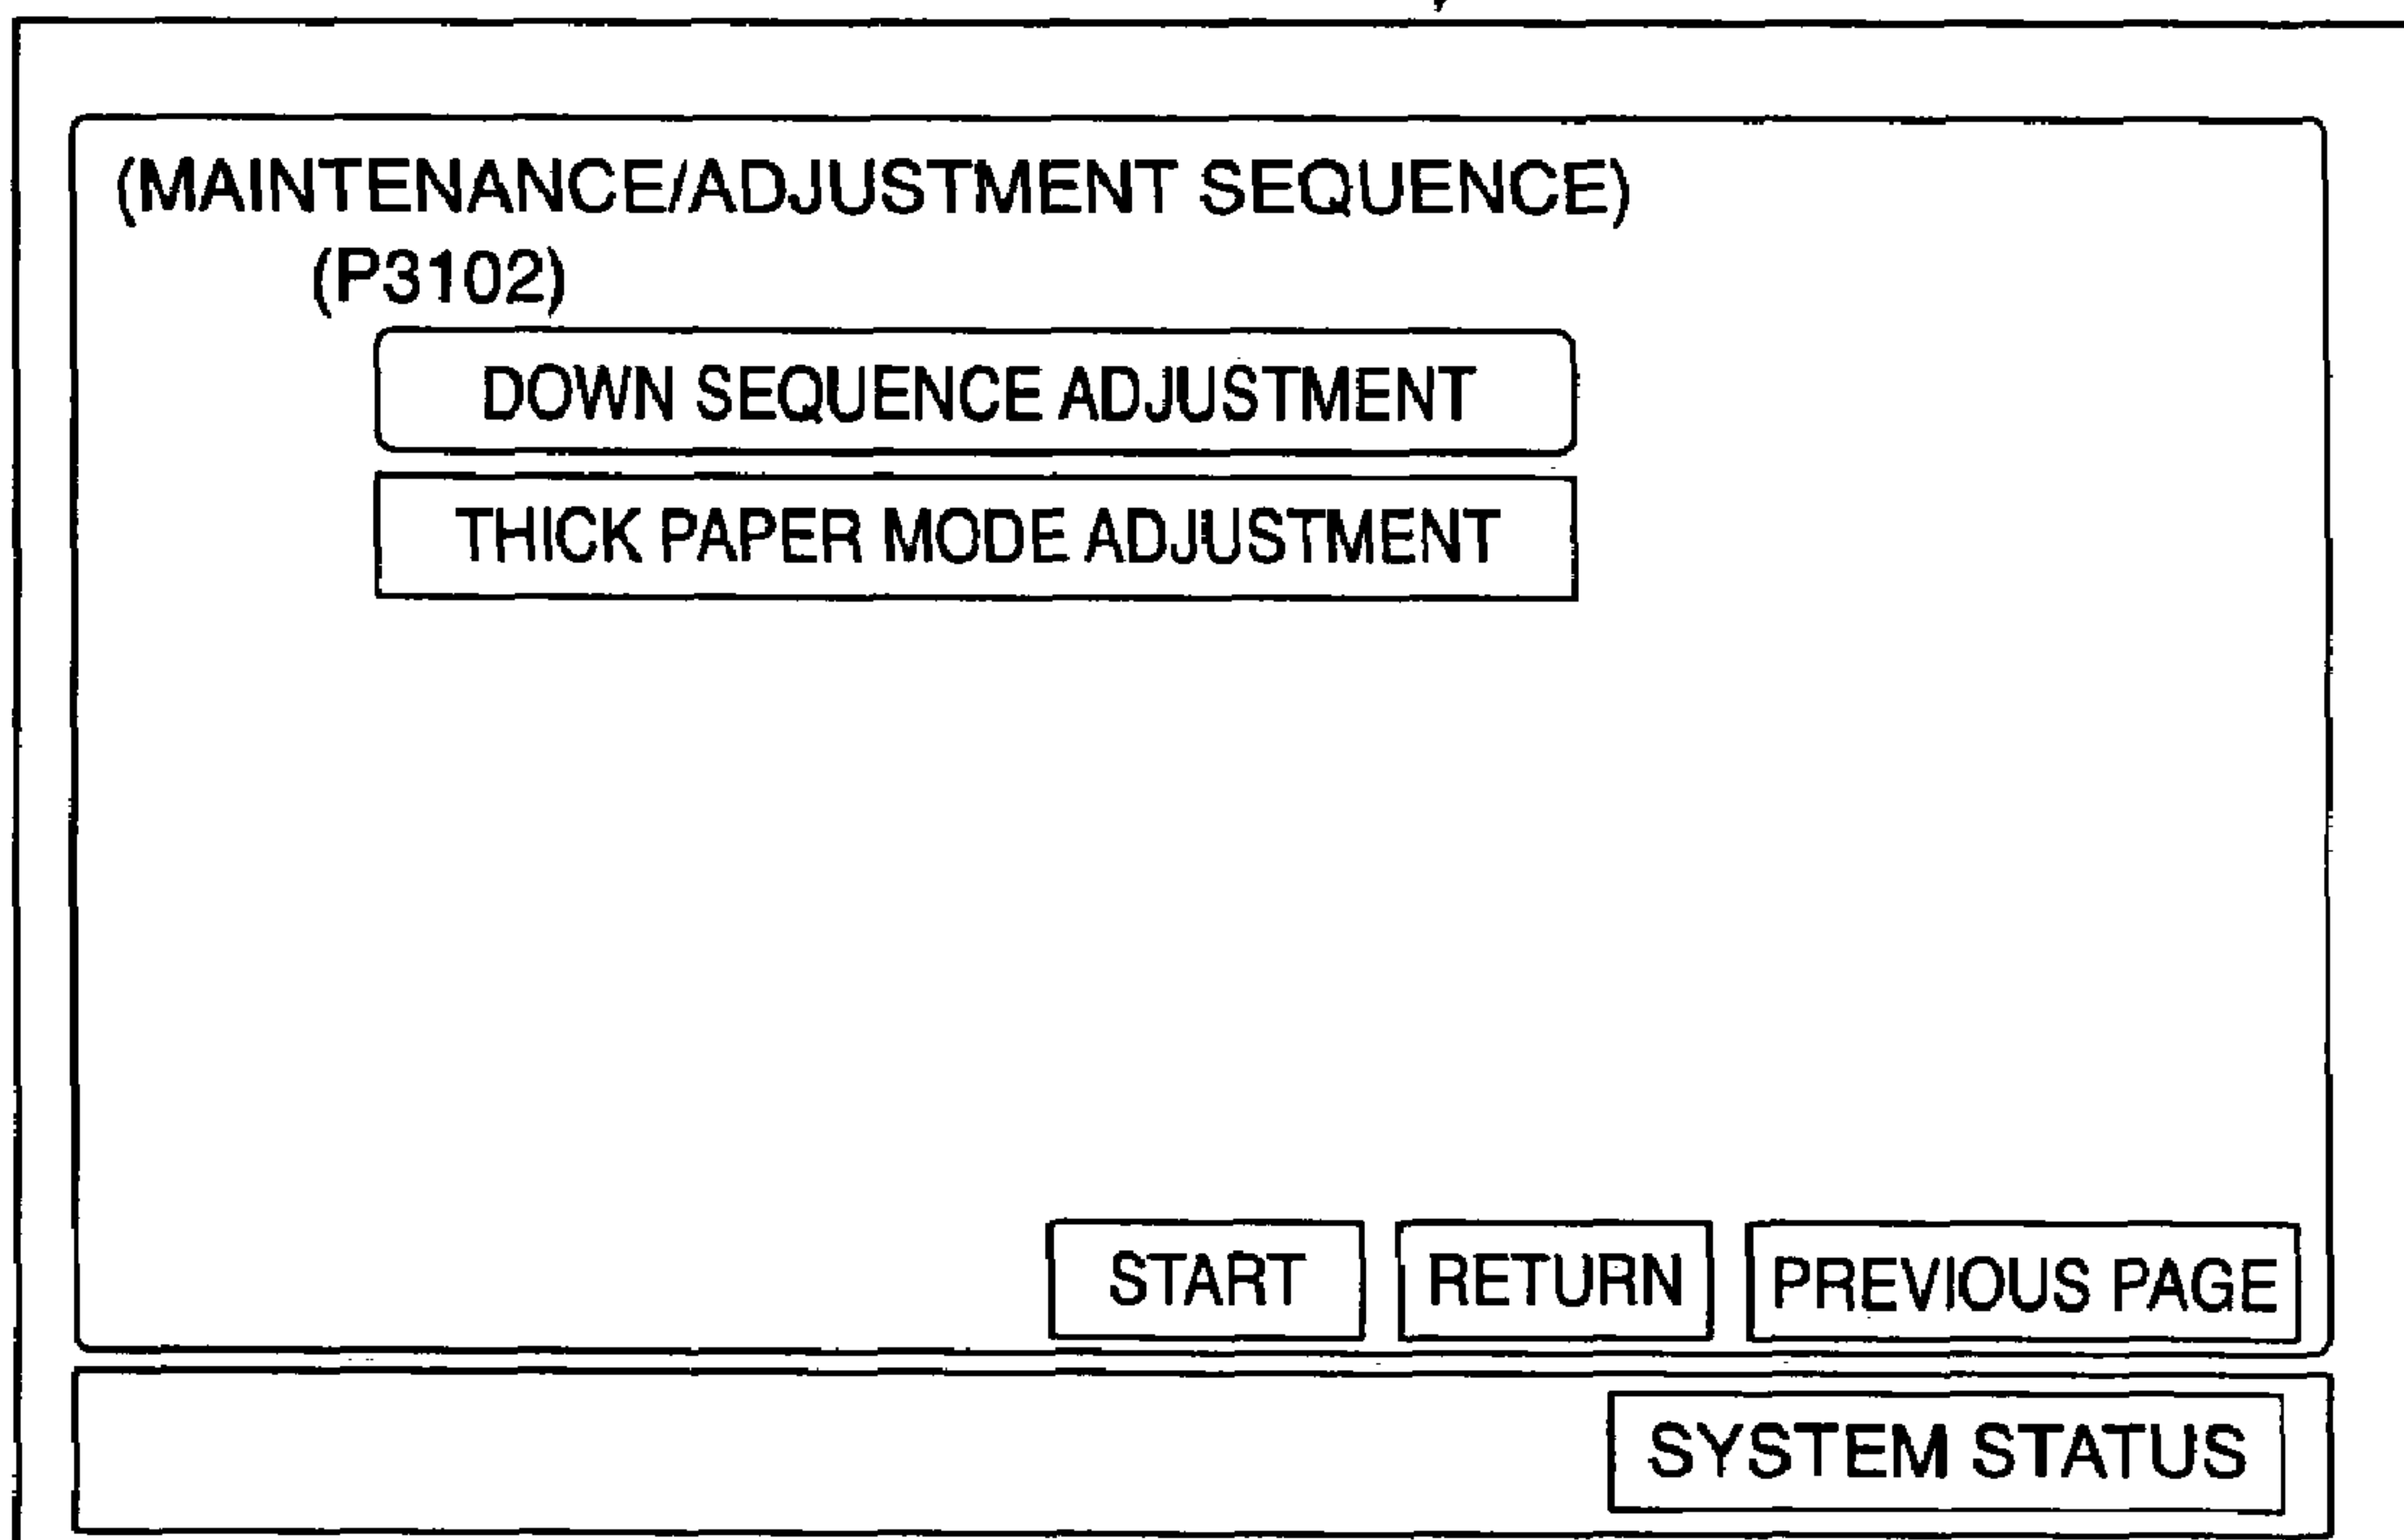 (MAINTENANCE/ADJUSTMENT SEQUENCE)
(P3102)
DOWN SEQUENCE ADJUSTMENT
THICK PAPER MODE ADJUSTMENT
START RETURN PREVIOUS PAGE
SYSTEM STATUS